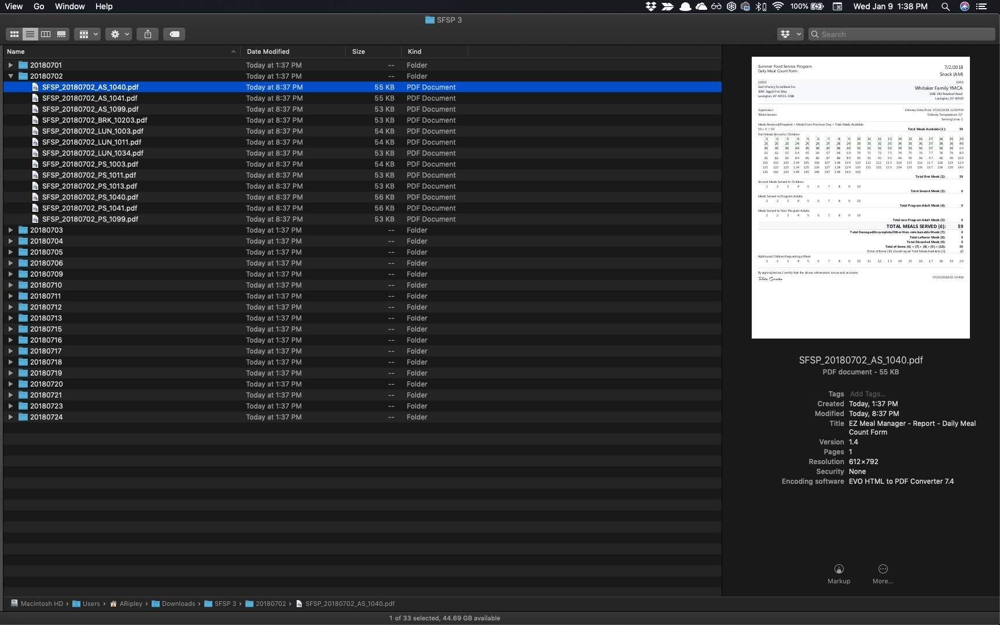 View Go Window Help 100% Wed Jan 9 1:38 PM
SFSP 3
Search
Name Date Modified Size Kind
20180701 Today at 1:37 PM -- Folder
20180702 Today at 1:37 PM -- Folder
SFSP_20180702_AS_1040.pdf Today at 8:37 PM 55 KB PDF Document
SFSP_20180702_AS_1041.pdf Today at 8:37 PM 55 KB PDF Document
SFSP_20180702_AS_1099.pdf Today at 8:37 PM 53 KB PDF Document
SFSP_20180702_BRK_10203.pdf Today at 8:37 PM 53 KB PDF Document
SFSP_20180702_LUN_1003.pdf Today at 8:37 PM 54 KB PDF Document
SFSP_20180702_LUN_1011.pdf Today at 8:37 PM 54 KB PDF Document
SFSP_20180702_LUN_1034.pdf Today at 8:37 PM 53 KB PDF Document
SFSP_20180702_PS_1003.pdf Today at 8:37 PM 54 KB PDF Document
SFSP_20180702_PS_1011.pdf Today at 8:37 PM 53 KB PDF Document
SFSP_20180702_PS_1013.pdf Today at 8:37 PM 53 KB PDF Document
SFSP_20180702_PS_1040.pdf Today at 8:37 PM 56 KB PDF Document
SFSP_20180702_PS_1041.pdf Today at 8:37 PM 56 KB PDF Document
SFSP_20180702_PS_1099.pdf Today at 8:37 PM 53 KB PDF Document
20180703 Today at 1:37 PM -- Folder
20180704 Today at 1:37 PM -- Folder
20180705 Today at 1:37 PM -- Folder
20180706 Today at 1:37 PM -- Folder
20180709 Today at 1:37 PM -- Folder
20180710 Today at 1:37 PM -- Folder
20180711 Today at 1:37 PM -- Folder
20180712 Today at 1:37 PM -- Folder
20180713 Today at 1:37 PM -- Folder
20180715 Today at 1:37 PM -- Folder
20180716 Today at 1:37 PM -- Folder
20180717 Today at 1:37 PM -- Folder
20180718 Today at 1:37 PM -- Folder
20180719 Today at 1:37 PM -- Folder
20180720 Today at 1:37 PM -- Folder
20180721 Today at 1:37 PM -- Folder
20180723 Today at 1:37 PM -- Folder
20180724 Today at 1:37 PM -- Folder
Summer Food Service Program 7/2/2018
Daily Meal Count Form Snack (AM)
12021 1040
God's Pantry Food Bank Inc Whitaker Family YMCA
1685 Jaggie Fox Way 2681 Old Rosebud Road
Lexington, KY 40511-1084 Lexington, KY 40509
Supervisor: Delivery Date/Time: 07/02/2018 12:00 PM
Tekita Gordon Delivery Temperature: 32°
Serving Lines: 1
Meals Received/Prepared + Meals From Previous Day = Total Meals Available
59 + 0 = 59 Total Meals Available [1]: 59
First Meals Served to Children:
1 2 3 4 5 6 7 8 9 10 11 12 13 14 15 16 17 18 19 20
21 22 23 24 25 26 27 28 29 30 31 32 33 34 35 36 37 38 39 40
41 42 43 44 45 46 47 48 49 50 51 52 53 54 55 56 57 58 59 60
61 62 63 64 65 66 67 68 69 70 71 72 73 74 75 76 77 78 79 80
81 82 83 84 85 86 87 88 89 90 91 92 93 94 95 96 97 98 99 100
101 102 103 104 105 106 107 108 109 110 111 112 113 114 115 116 117 118 119 120
121 122 123 124 125 126 127 128 129 130 131 132 133 134 135 136 137 138 139 140
141 142 143 144 145 146 147 148 149 150
Total First Meals [2]: 59
Second Meals Served to Children:
1 2 3 4 5 6 7 8 9 10
Total Second Meals [3]: 0
Meals Served to Program Adults:
1 2 3 4 5 6 7 8 9 10
Total Program Adult Meals [4]: 0
Meals Served to Non-Program Adults:
1 2 3 4 5 6 7 8 9 10
Total non-Program Adult Meals [5]: 0
TOTAL MEALS SERVED [6]: 59
Total Damaged/Incomplete/Other Non-reimbursable Meals [7]: 0
Total Leftover Meals [8]: 0
Total Discarded Meals [9]: 0
Total of items: [6] + [7] + [8] + [9] = [10]: 59
(Total of Items [10] should equal Total Meals Available [1])
Additional Children Requesting a Meal:
1 2 3 4 5 6 7 8 9 10 11 12 13 14 15 16 17 18 19 20
By signing below, I certify that the above information is true and accurate:
Tekita Gordon 07/03/2018 02:19 AM
SFSP_20180702_AS_1040.pdf
PDF document - 55 KB
Tags Add Tags...
Created Today, 1:37 PM
Modified Today, 8:37 PM
Title EZ Meal Manager - Report - Daily Meal
Count Form
Version 1.4
Pages 1
Resolution 612×792
Security None
Encoding software EVO HTML to PDF Converter 7.4
Markup More...
Macintosh HD › Users › ARipley › Downloads › SFSP 3 › 20180702 › SFSP_20180702_AS_1040.pdf
1 of 33 selected, 44.69 GB available